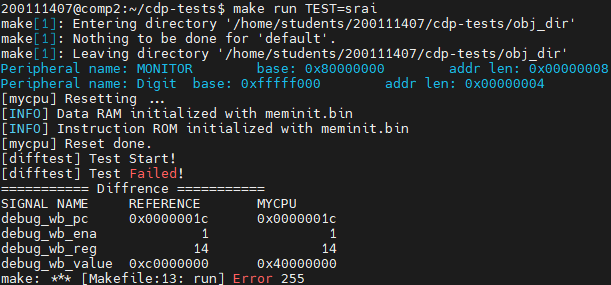 200111407@comp2:~/cdp-tests$ make run TEST=srai
make[1]: Entering directory '/home/students/200111407/cdp-tests/obj_dir'
make[1]: Nothing to be done for 'default'.
make[1]: Leaving directory '/home/students/200111407/cdp-tests/obj_dir'
Peripheral name: MONITOR base: 0x80000000 addr len: 0x00000008
Peripheral name: Digit base: 0xfffff000 addr len: 0x00000004
[mycpu] Resetting ...
[INFO] Data RAM initialized with meminit.bin
[INFO] Instruction ROM initialized with meminit.bin
[mycpu] Reset done.
[difftest] Test Start!
[difftest] Test Failed!
=========== Diffrence ===========
SIGNAL NAME REFERENCE MYCPU
debug_wb_pc 0x0000001c 0x0000001c
debug_wb_ena 1 1
debug_wb_reg 14 14
debug_wb_value 0xc0000000 0x40000000
make: *** [Makefile:13: run] Error 255